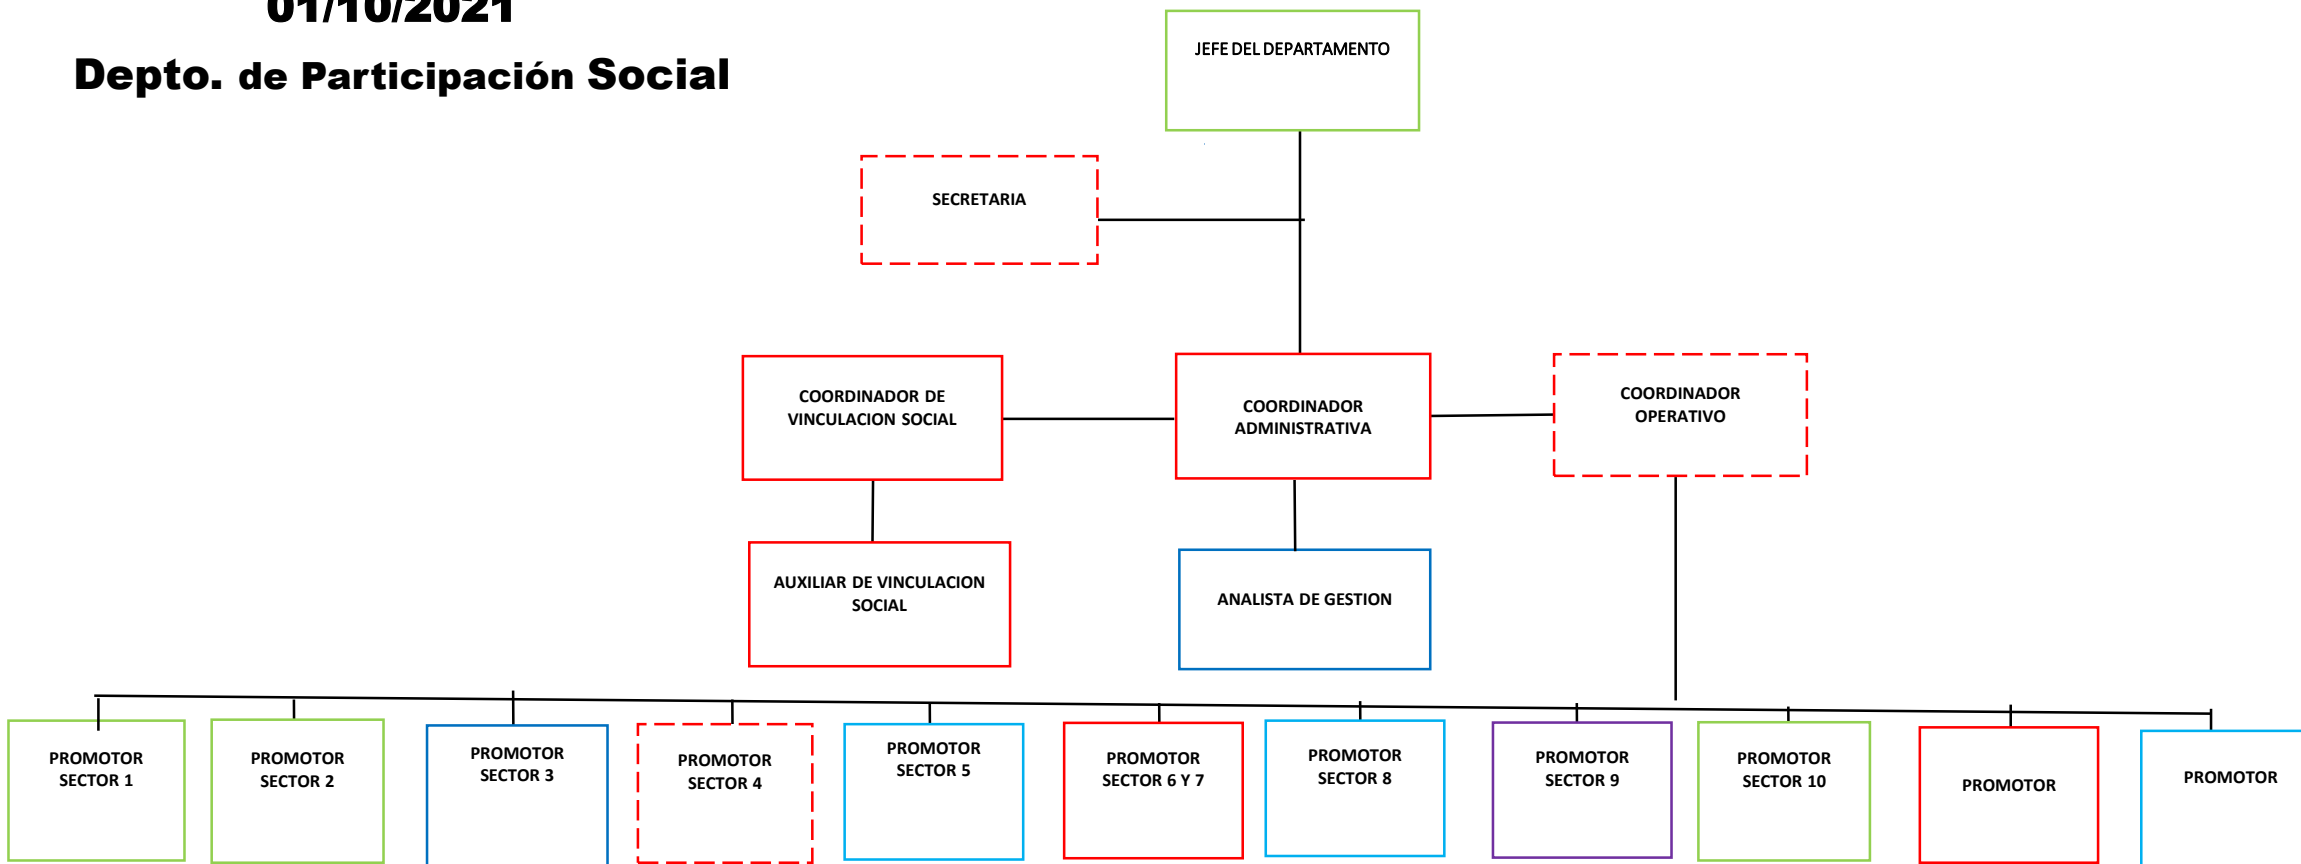 01/10/2021
Depto. de Participación Social
JEFE DEL DEPARTAMENTO
SECRETARIA
COORDINADOR DE
VINCULACION SOCIAL
COORDINADOR
ADMINISTRATIVA
COORDINADOR
OPERATIVO
AUXILIAR DE VINCULACION
SOCIAL
ANALISTA DE GESTION
PROMOTOR
SECTOR 1
PROMOTOR
SECTOR 2
PROMOTOR
SECTOR 3
PROMOTOR
SECTOR 4
PROMOTOR
SECTOR 5
PROMOTOR
SECTOR 6 Y 7
PROMOTOR
SECTOR 8
PROMOTOR
SECTOR 9
PROMOTOR
SECTOR 10
PROMOTOR
PROMOTOR